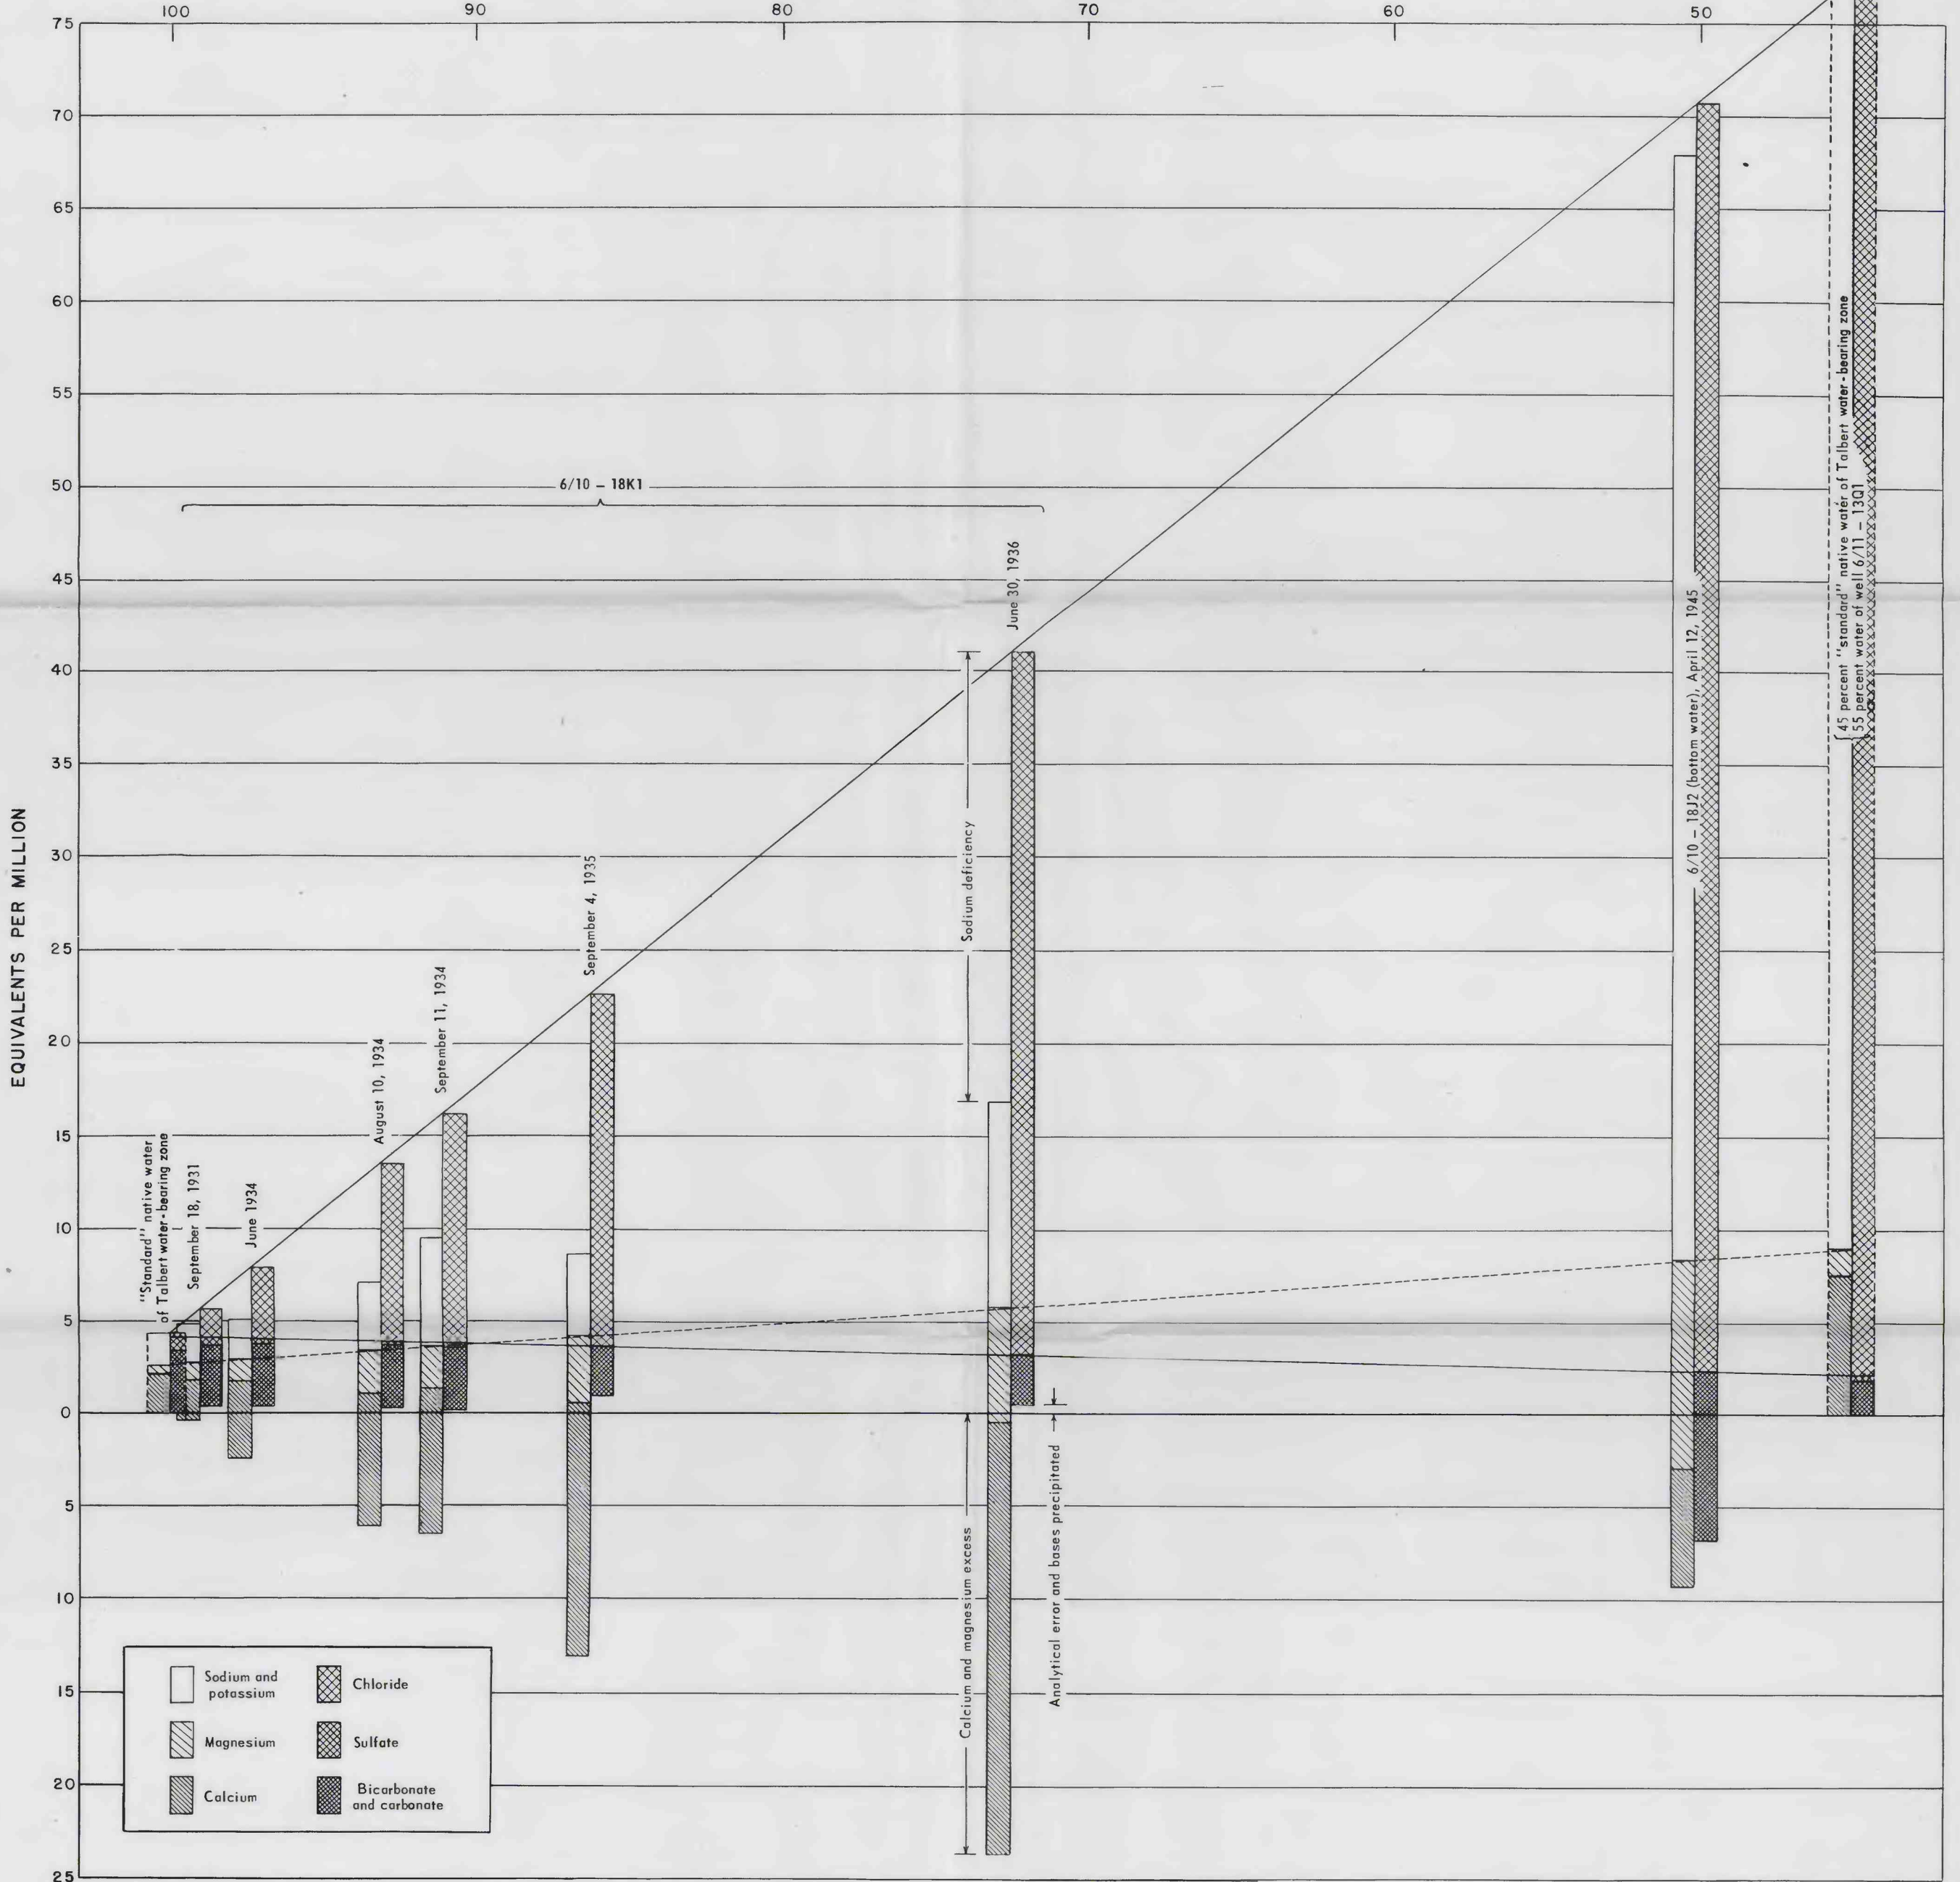 100 90 80 70 60 50
75
70
65
60
55
50
45
40
35
30
25
20
15
10
5
0
5
10
15
20
25
EQUIVALENTS PER MILLION
"Standard" native water
of Talbert water-bearing zone
September 18, 1931
June 1934
August 10, 1934
September 11, 1934
September 4, 1935
6/10 – 18K1
June 30, 1936
Sodium deficiency
Calcium and magnesium excess
Analytical error and bases precipitated
6/10 – 18J2 (bottom water), April 12, 1945
45 percent "standard" native water of Talbert water-bearing zone
55 percent water of well 6/11 – 13Q1
Sodium and
potassium
Magnesium
Calcium
Chloride
Sulfate
Bicarbonate
and carbonate